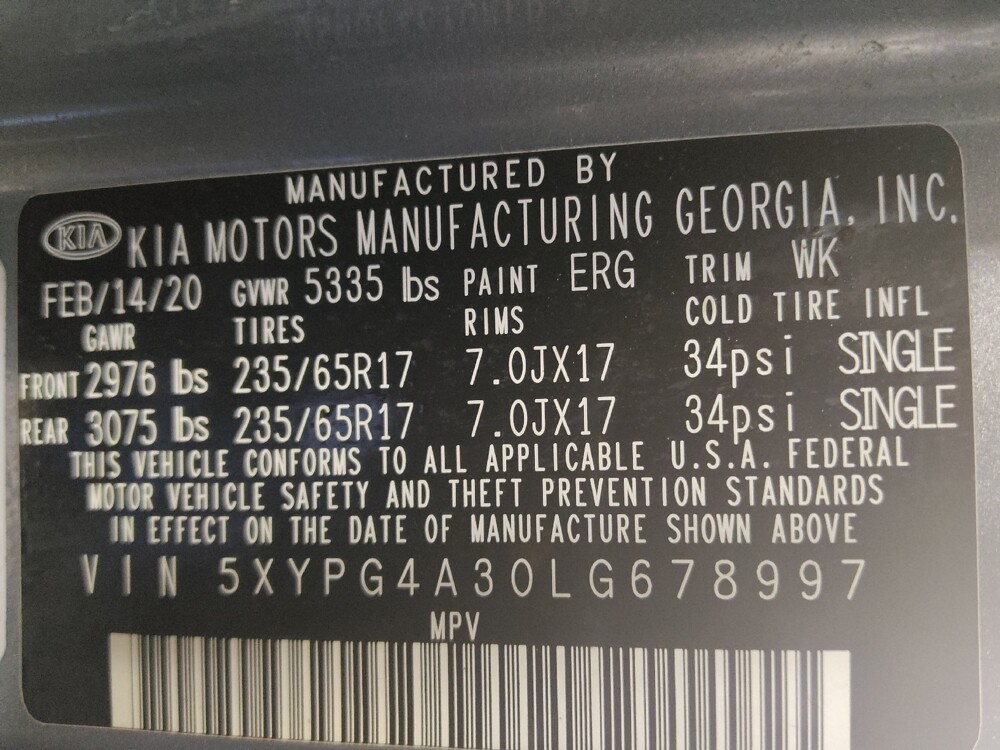 MANUFACTURED BY
KIA KIA MOTORS MANUFACTURING GEORGIA, INC.
FEB/14/20 GVWR 5335 lbs PAINT ERG TRIM WK
GAWR TIRES RIMS COLD TIRE INFL
FRONT 2976 lbs 235/65R17 7.0JX17 34psi SINGLE
REAR 3075 lbs 235/65R17 7.0JX17 34psi SINGLE
THIS VEHICLE CONFORMS TO ALL APPLICABLE U.S.A. FEDERAL
MOTOR VEHICLE SAFETY AND THEFT PREVENTION STANDARDS
IN EFFECT ON THE DATE OF MANUFACTURE SHOWN ABOVE
VIN 5XYPG4A30LG678997
MPV